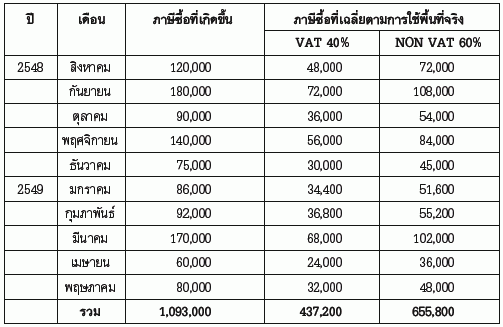 ปี เดือน ภาษีซื้อที่เกิดขึ้น ภาษีซื้อที่เฉลี่ยตามการใช้พื้นที่จริง
VAT 40% NON VAT 60%
2548 สิงหาคม 120,000 48,000 72,000
กันยายน 180,000 72,000 108,000
ตุลาคม 90,000 36,000 54,000
พฤศจิกายน 140,000 56,000 84,000
ธันวาคม 75,000 30,000 45,000
2549 มกราคม 86,000 34,400 51,600
กุมภาพันธ์ 92,000 36,800 55,200
มีนาคม 170,000 68,000 102,000
เมษายน 60,000 24,000 36,000
พฤษภาคม 80,000 32,000 48,000
รวม 1,093,000 437,200 655,800